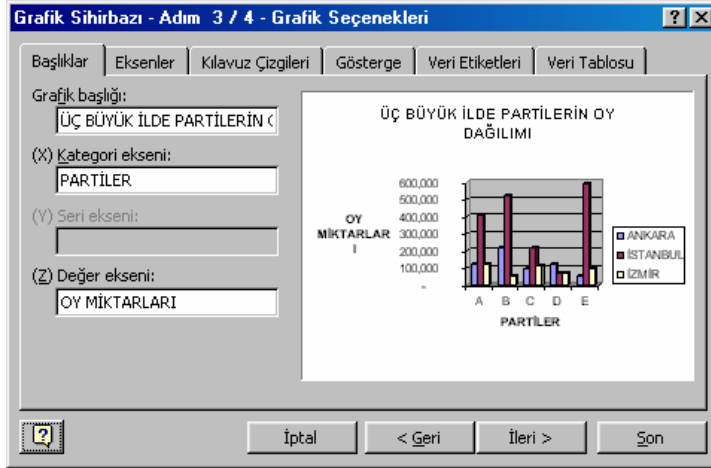 Grafik Sihirbazı - Adım 3 / 4 - Grafik Seçenekleri
Başlıklar
Eksenler
Kılavuz Çizgileri
Gösterge
Veri Etiketleri
Veri Tablosu
Grafik başlığı:
ÜÇ BÜYÜK İLDE PARTİLERİN
(X) Kategori ekseni:
PARTİLER
(Y) Seri ekseni:
(Z) Değer ekseni:
OY MİKTARLARI
ÜÇ BÜYÜK İLDE PARTİLERİN OY
DAĞILIMI
OY
MİKTARLAR
I
600,000
500,000
400,000
300,000
200,000
100,000
-
A B C D E
PARTİLER
ANKARA
İSTANBUL
İZMİR
İptal
< Geri
İleri >
Son